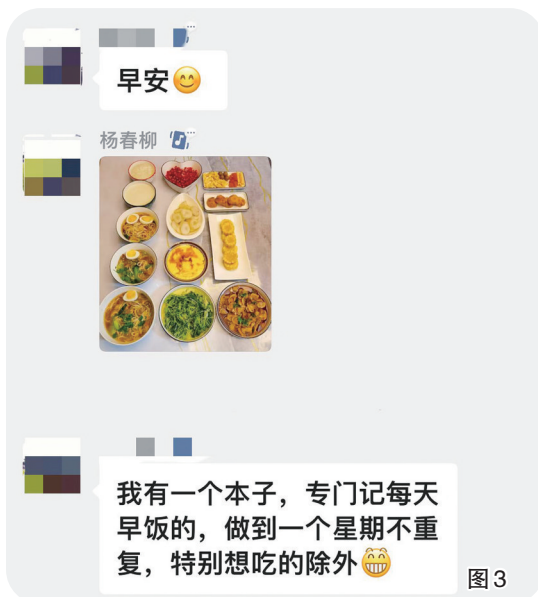 早安😊
杨春柳
我有一个本子，专门记每天
早饭的，做到一个星期不重
复，特别想吃的除外😁
图3